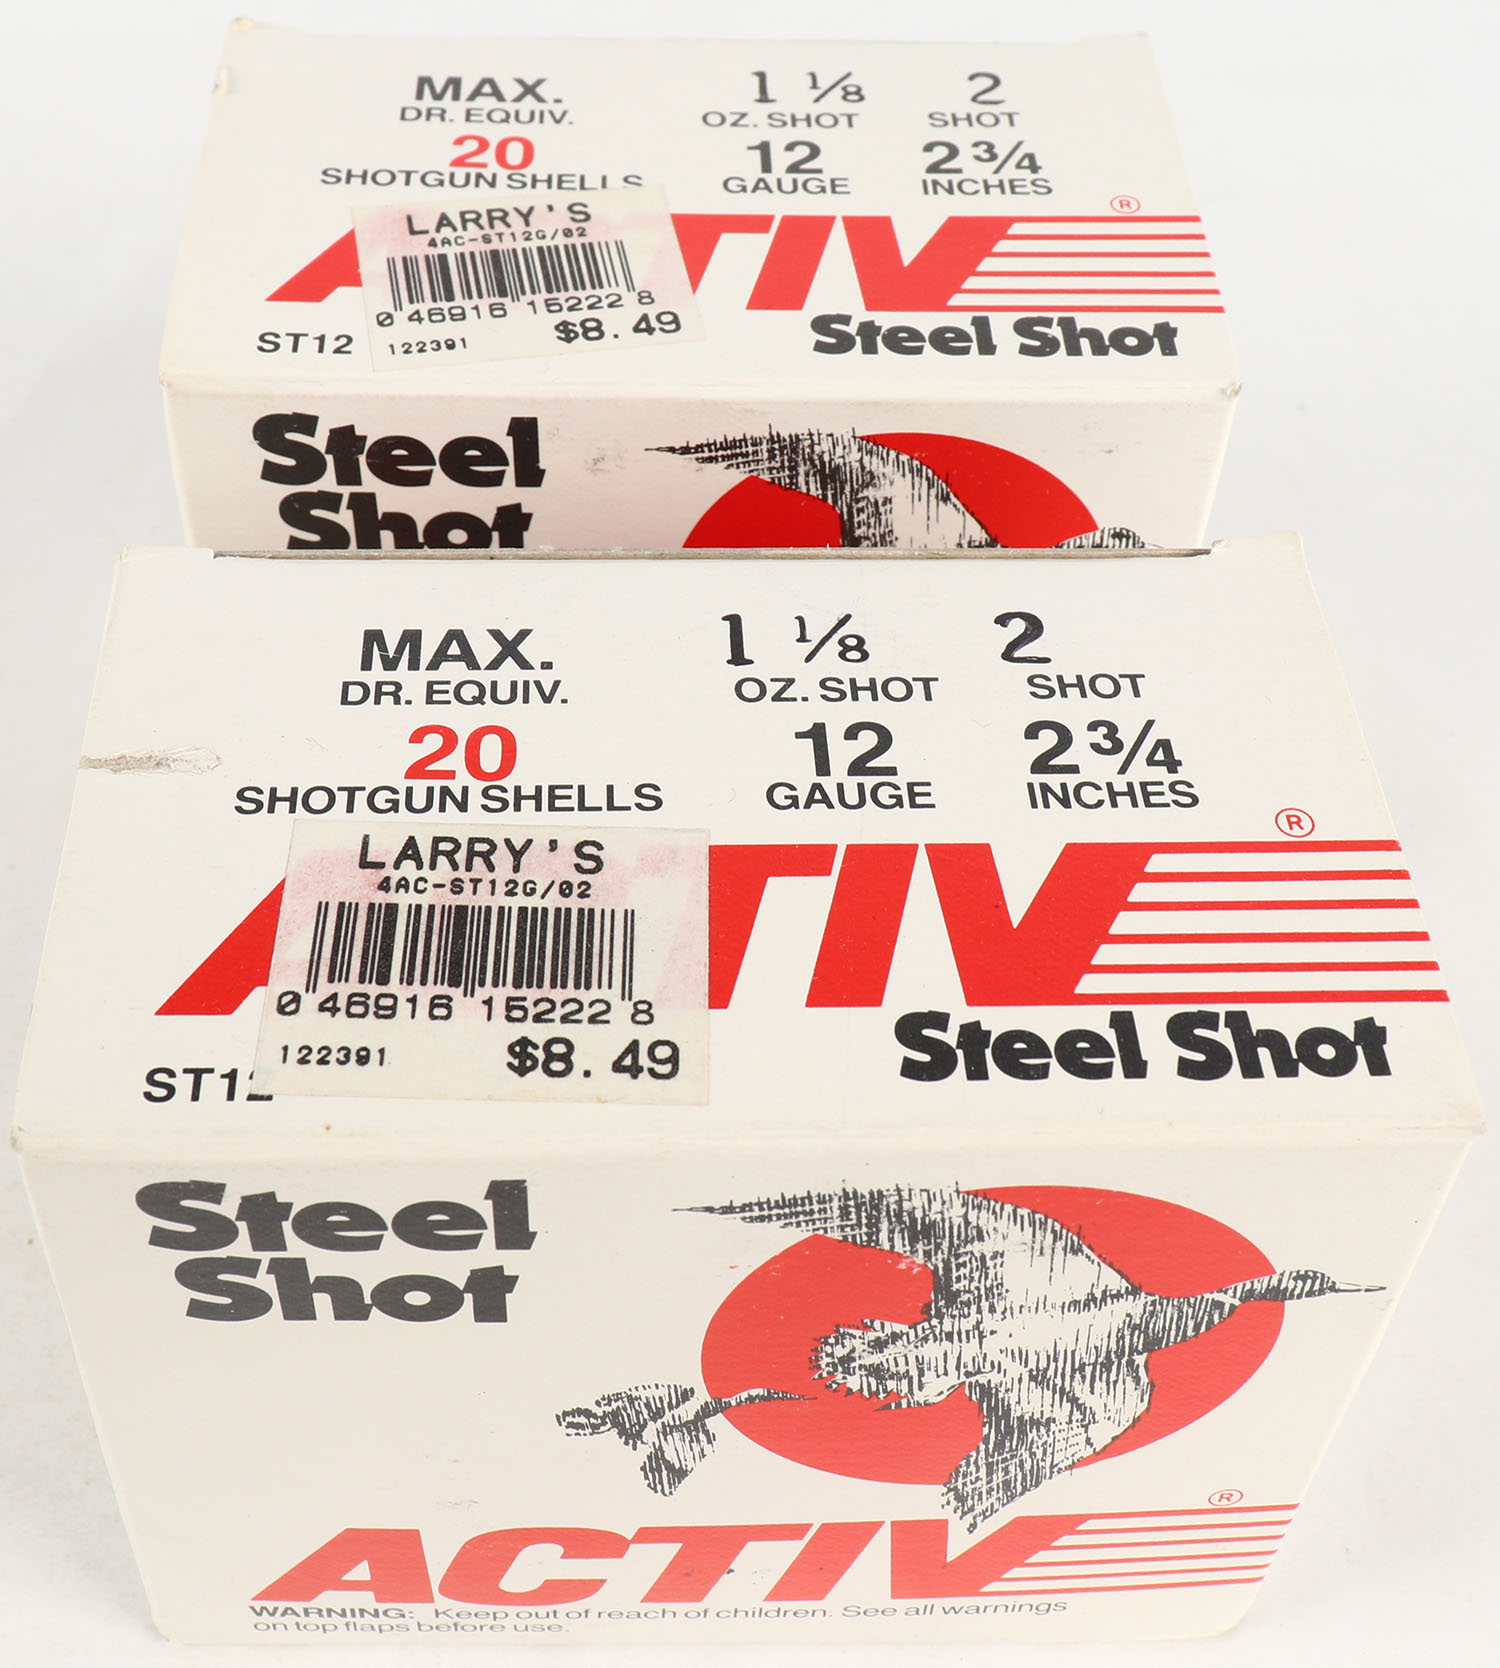 MAX. 1 1/8 2
DR. EQUIV. OZ. SHOT SHOT
20 12 2 3/4
SHOTGUN SHELLS GAUGE INCHES
LARRY'S
4AC-ST12G/02
0 46916 15222 8
122391 $8.49
ACTIV®
ST12 Steel Shot
Steel
Shot
MAX. 1 1/8 2
DR. EQUIV. OZ. SHOT SHOT
20 12 2 3/4
SHOTGUN SHELLS GAUGE INCHES
LARRY'S
4AC-ST12G/02
0 46916 15222 8
122391 $8.49
ACTIV®
ST12 Steel Shot
Steel
Shot
ACTIV®
WARNING: Keep out of reach of children. See all warnings
on top flaps before use.